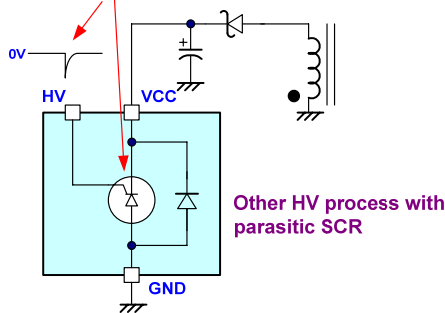 0V
HV
VCC
+
Other HV process with
parasitic SCR
GND